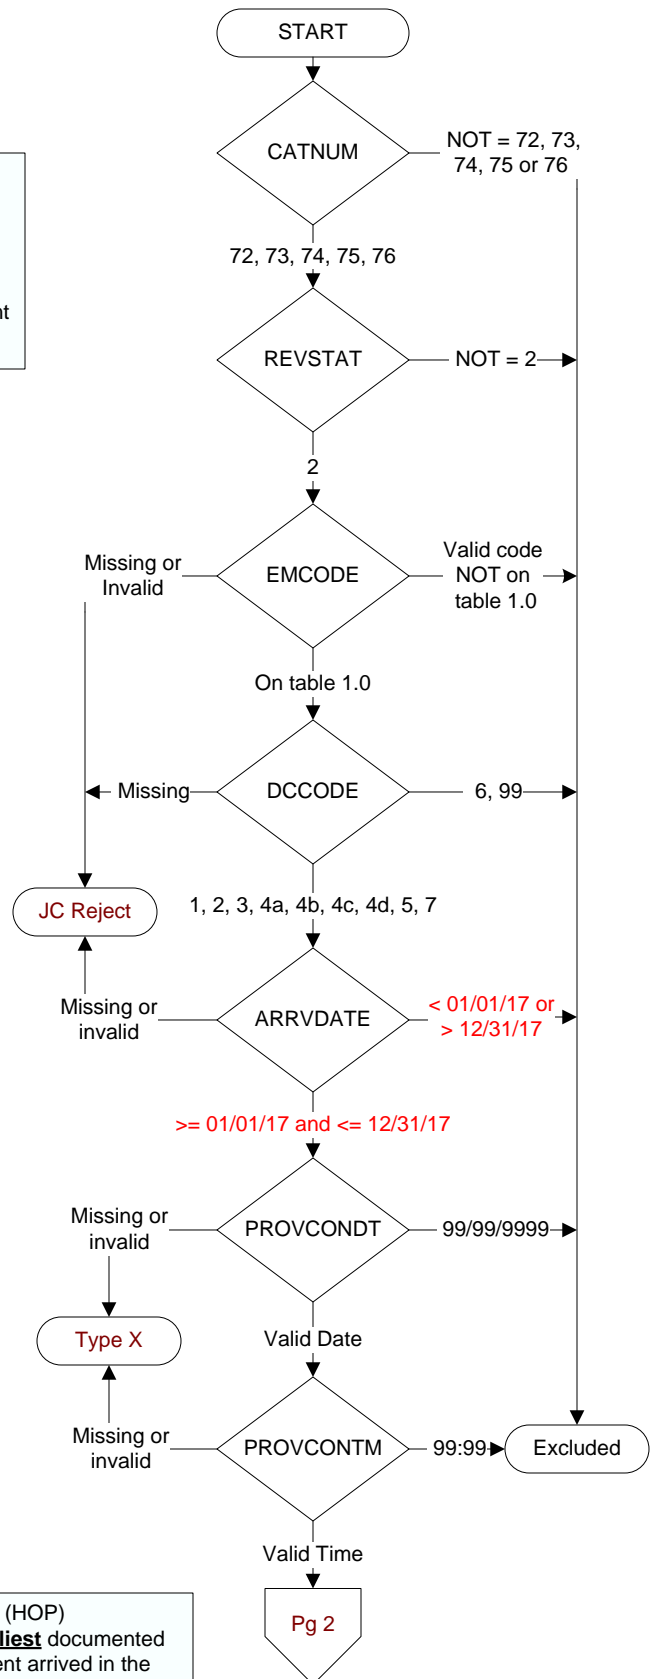 START
CATNUM
NOT = 72, 73,
74, 75 or 76
72, 73, 74, 75, 76
nt
REVSTAT
NOT = 2
2
Missing or
Invalid
EMCODE
Valid code
NOT on
table 1.0
On table 1.0
Missing
DCCODE
6, 99
JC Reject
1, 2, 3, 4a, 4b, 4c, 4d, 5, 7
Missing or
invalid
ARRVDATE
< 01/01/17 or
> 12/31/17
>= 01/01/17 and <= 12/31/17
Missing or
invalid
PROVCONDT
99/99/9999
Type X
Valid Date
Missing or
invalid
PROVCONTM
99:99
Excluded
Valid Time
Pg 2
(HOP)
liest documented
ent arrived in the